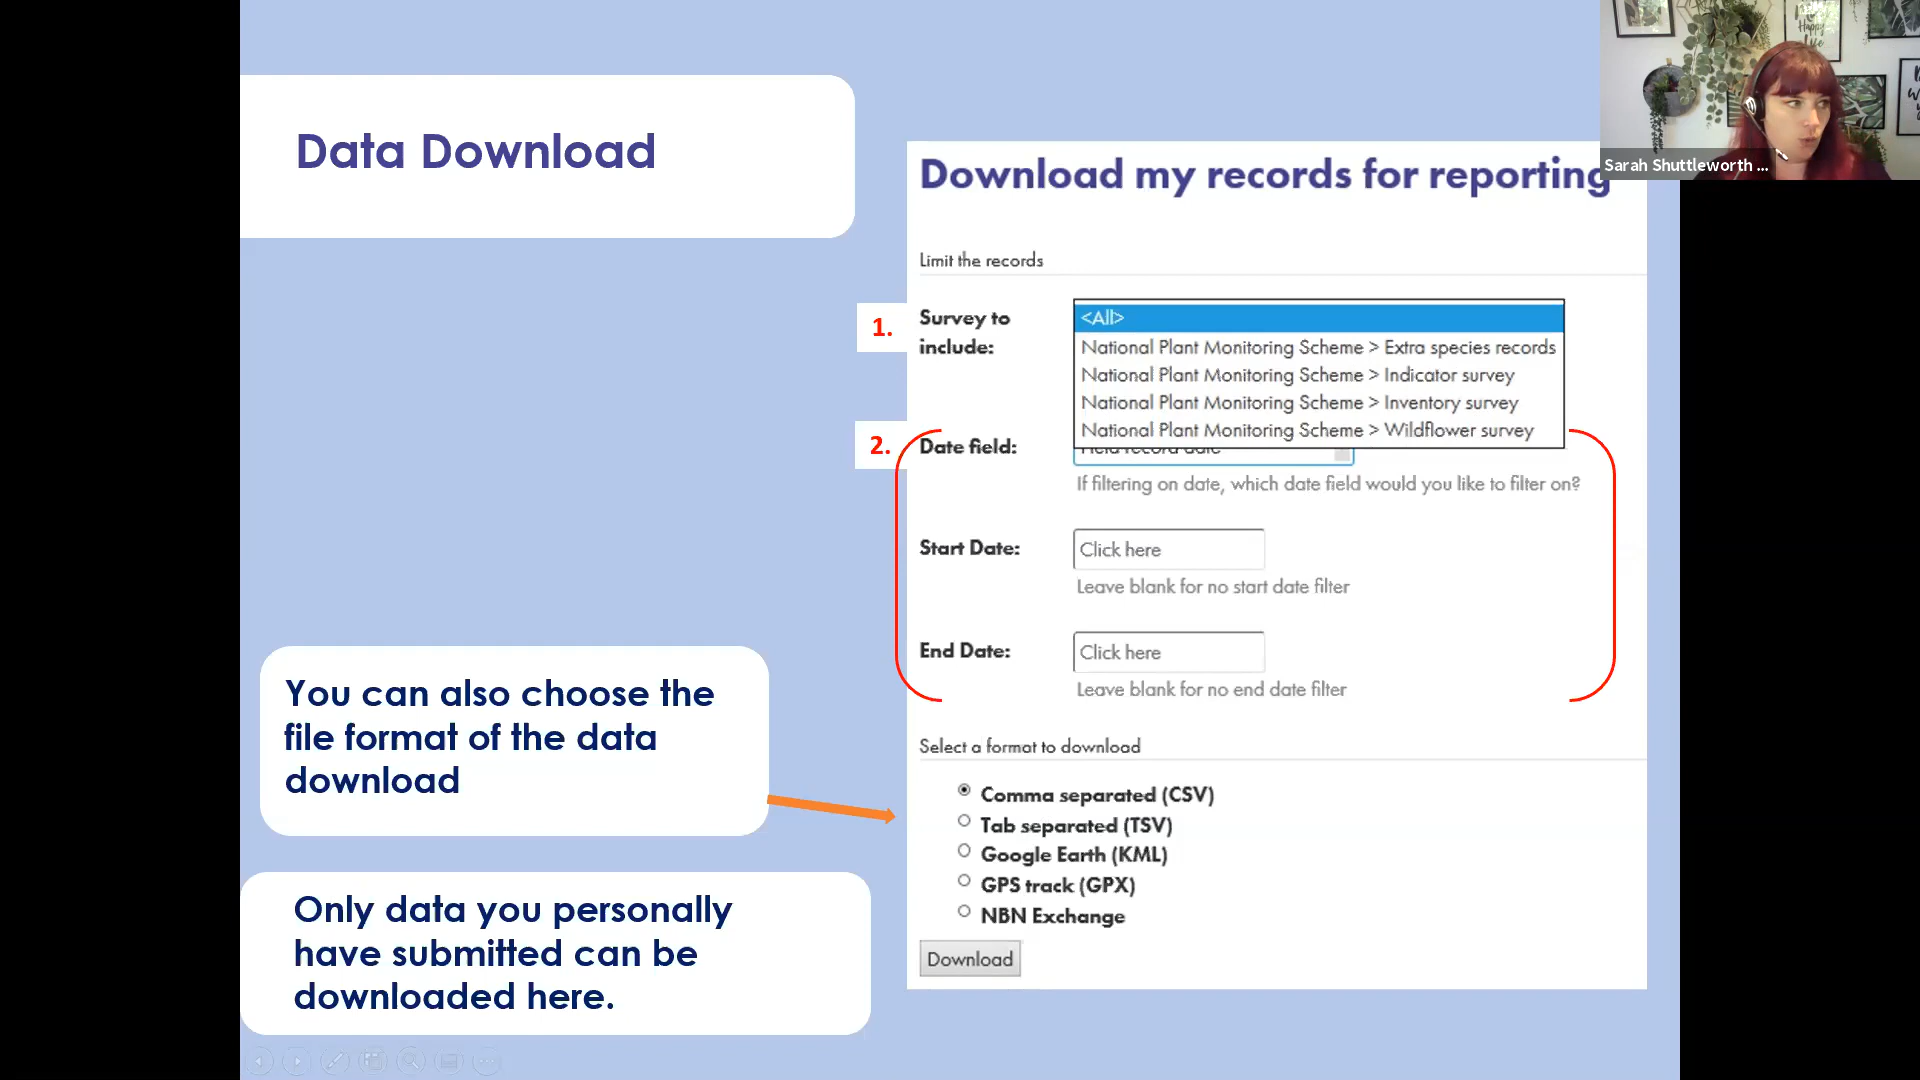 Data Download
Download my records for reporting
Sarah Shuttleworth ...
Limit the records
1.
Survey to
include:
<All>
National Plant Monitoring Scheme > Extra species records
National Plant Monitoring Scheme > Indicator survey
National Plant Monitoring Scheme > Inventory survey
National Plant Monitoring Scheme > Wildflower survey
2.
Date field:
Field record date
If filtering on date, which date field would you like to filter on?
Start Date:
Click here
Leave blank for no start date filter
End Date:
Click here
Leave blank for no end date filter
You can also choose the
file format of the data
download
Select a format to download
Comma separated (CSV)
Tab separated (TSV)
Google Earth (KML)
GPS track (GPX)
NBN Exchange
Download
Only data you personally
have submitted can be
downloaded here.